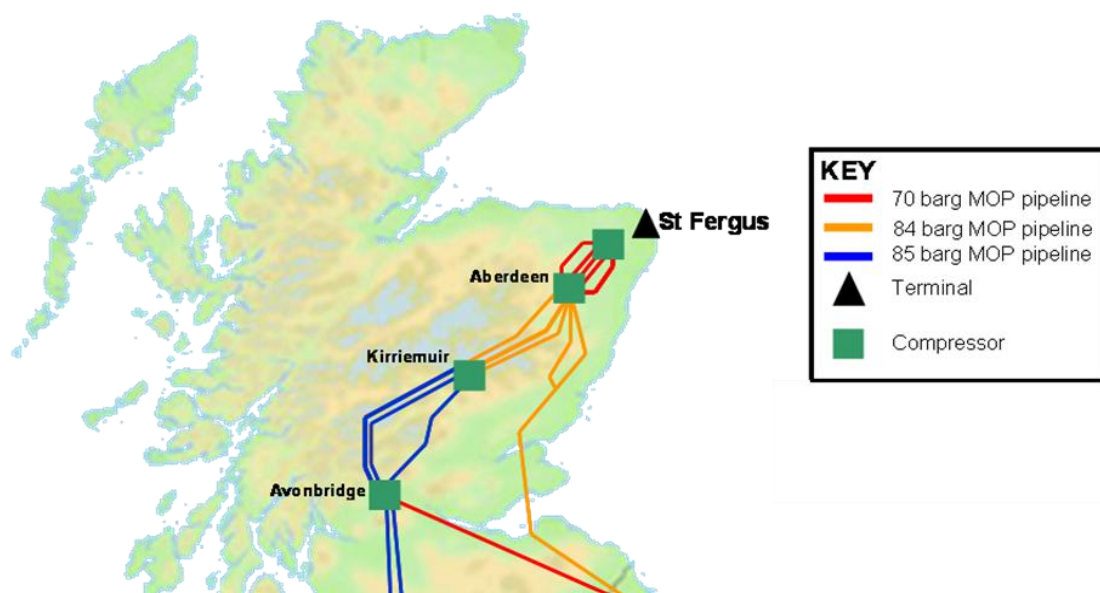 St Fergus
Aberdeen
Kirriemuir
Avonbridge
KEY
70 barg MOP pipeline
84 barg MOP pipeline
85 barg MOP pipeline
Terminal
Compressor